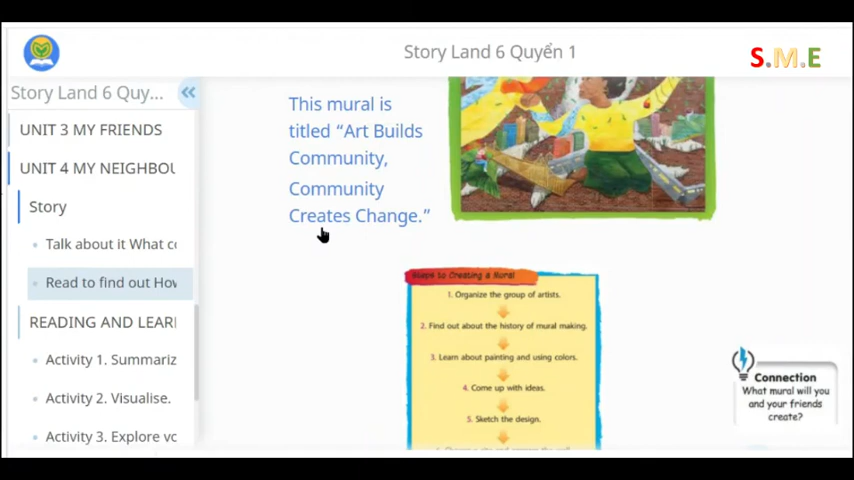 Story Land 6 Quyển 1
S.M.E
Story Land 6 Quy...
UNIT 3 MY FRIENDS
UNIT 4 MY NEIGHBOU
Story
Talk about it What co
Read to find out How
READING AND LEARI
Activity 1. Summariz
Activity 2. Visualise.
Activity 3. Explore vo
This mural is
titled “Art Builds
Community,
Community
Creates Change.”
Steps to Creating a Mural
1. Organize the group of artists.
2. Find out about the history of mural making.
3. Learn about painting and using colors.
4. Come up with ideas.
5. Sketch the design.
Connection
What mural will you
and your friends
create?